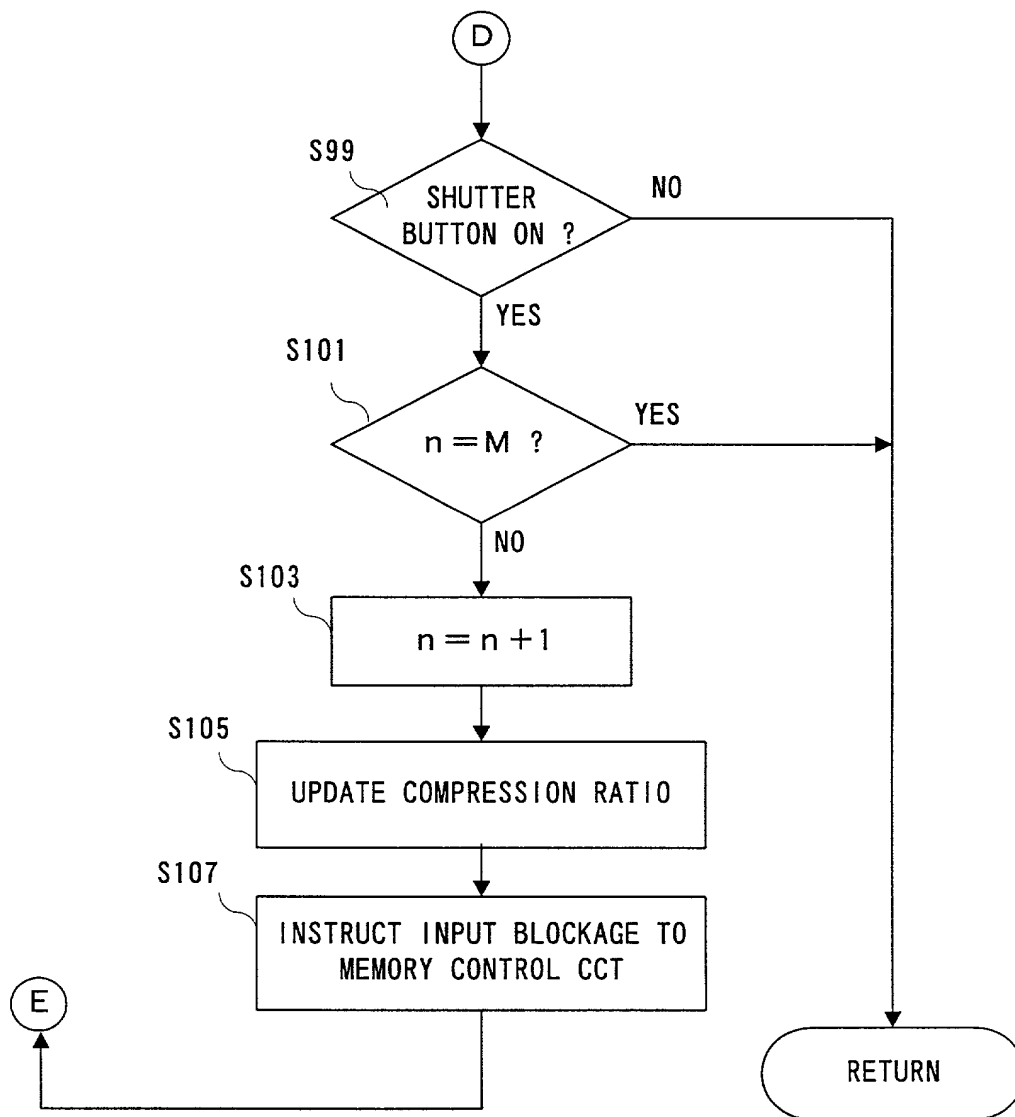 D
S99
SHUTTER
BUTTON ON ?
NO
YES
S101
n=M ?
YES
NO
S103
n=n+1
S105
UPDATE COMPRESSION RATIO
S107
INSTRUCT INPUT BLOCKAGE TO
MEMORY CONTROL CCT
E
RETURN